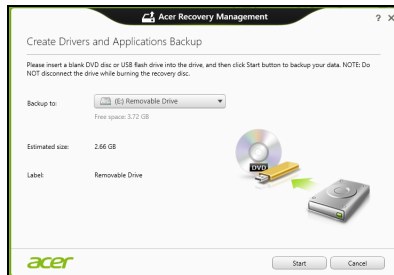 Acer Recovery Management
? X
Create Drivers and Applications Backup
Please insert a blank DVD disc or USB flash drive into the drive, and then click Start button to backup your data. NOTE: Do
NOT disconnect the drive while burning the recovery disc.
Backup to: (E:) Removable Drive
Free space: 3.72 GB
Estimated size: 2.66 GB
DVD
Label: Removable Drive
acer
Start Cancel